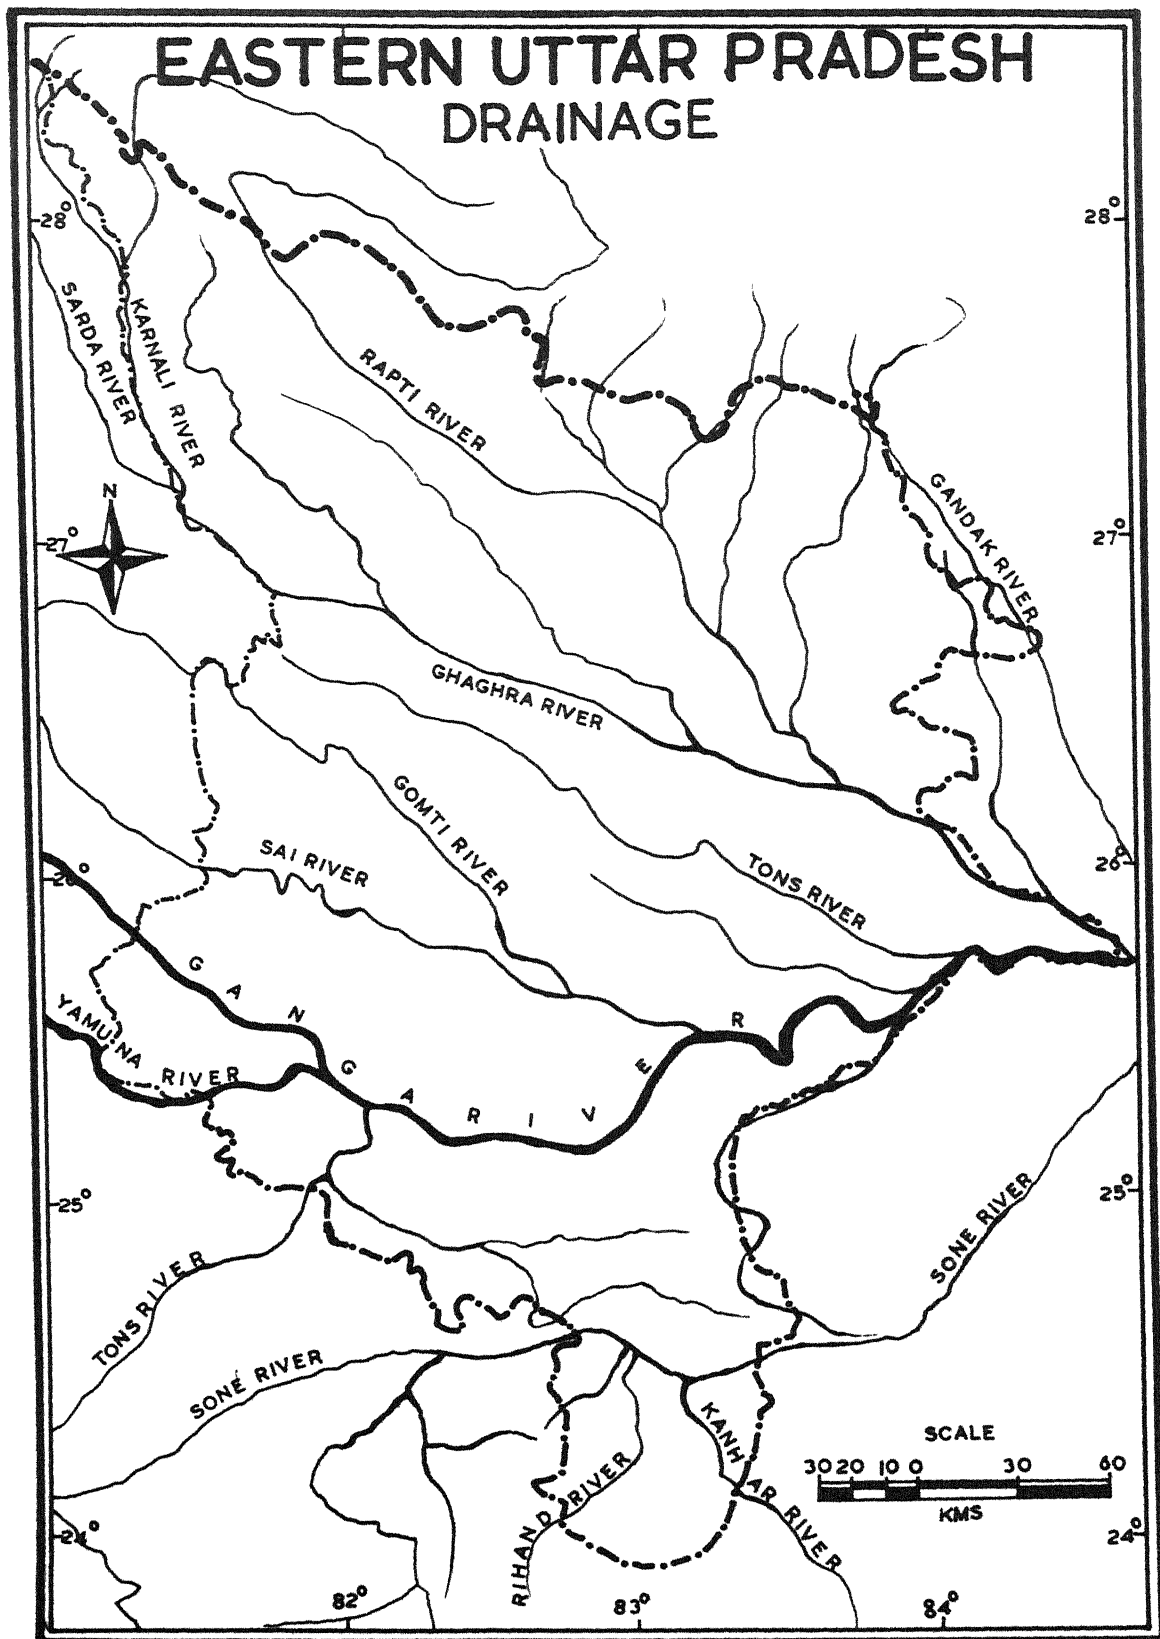 EASTERN UTTAR PRADESH
DRAINAGE
28°
28°
SARDA RIVER
KARNALI RIVER
RAPTI RIVER
GANDAK RIVER
N
27°
27°
GHAGHRA RIVER
GOMTI RIVER
SAI RIVER
TONS RIVER
26°
26°
GANGA RIVER
YAMUNA RIVER
25°
25°
TONS RIVER
SONE RIVER
SONE RIVER
KANHAR RIVER
RIHAND RIVER
SCALE
30 20 10 0 30 60
KMS
24°
24°
82°
83°
84°